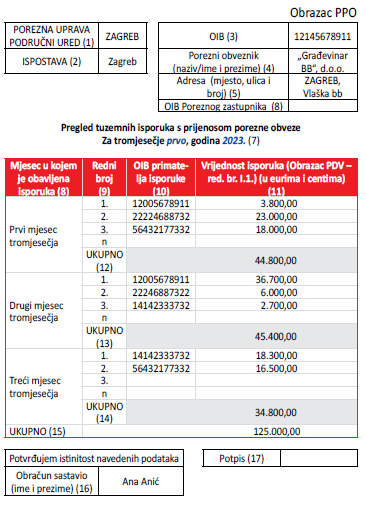 Obrazac PPO
POREZNA UPRAVA
PODRUČNI URED (1)
ZAGREB
ISPOSTAVA (2)
Zagreb
OIB (3)
12145678911
Porezni obveznik
(naziv/ime i prezime) (4)
„Građevinar
BB“, d.o.o.
Adresa (mjesto, ulica i
broj) (5)
ZAGREB,
Vlaška bb
OIB Poreznog zastupnika (8)
Pregled tuzemnih isporuka s prijenosom porezne obveze
Za tromjesečje prvo, godina 2023. (7)
Mjesec u kojem
je obavljena
isporuka (8)
Redni
broj
(9)
OIB primate-
lja isporuke
(10)
Vrijednost isporuka (Obrazac PDV –
red. br. I.1.) (u eurima i centima)
(11)
Prvi mjesec
tromjesečja
1. 12005678911 3.800,00
2. 22224688732 23.000,00
3. 56432177332 18.000,00
n
UKUPNO
(12)
44.800,00
Drugi mjesec
tromjesečja
1. 12005678911 36.700,00
2. 22246887322 6.000,00
3. 14142333732 2.700,00
n
UKUPNO
(13)
45.400,00
Treći mjesec
tromjesečja
1. 14142333732 18.300,00
2. 56432177332 16.500,00
3.
n
UKUPNO
(14)
34.800,00
UKUPNO (15) 125.000,00
Potvrđujem istinitost navedenih podataka
Obračun sastavio
(ime i prezime) (16)
Ana Anić
Potpis (17)